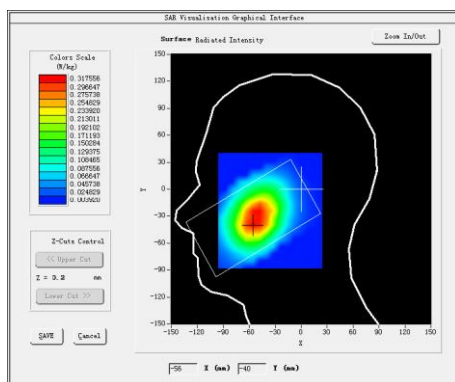 SAR Visualisation Graphical Interface
Surface Radiated Intensity
Zoom In/Out
Colors Scale
(W/kg)
0.317556
0.296647
0.275738
0.254829
0.233920
0.213011
0.192102
0.171193
0.150284
0.129375
0.108465
0.087556
0.066647
0.045738
0.024829
0.003920
Z-Cuts Control
<< Upper Cut
Z = 3.2 mm
Lower Cut >>
SAVE
Cancel
150
120
90
60
30
0
-30
-60
-90
-120
-150
Y
-150 -120 -90 -60 -30 0 30 60 90 120 150
X
-56 X (mm) -40 Y (mm)